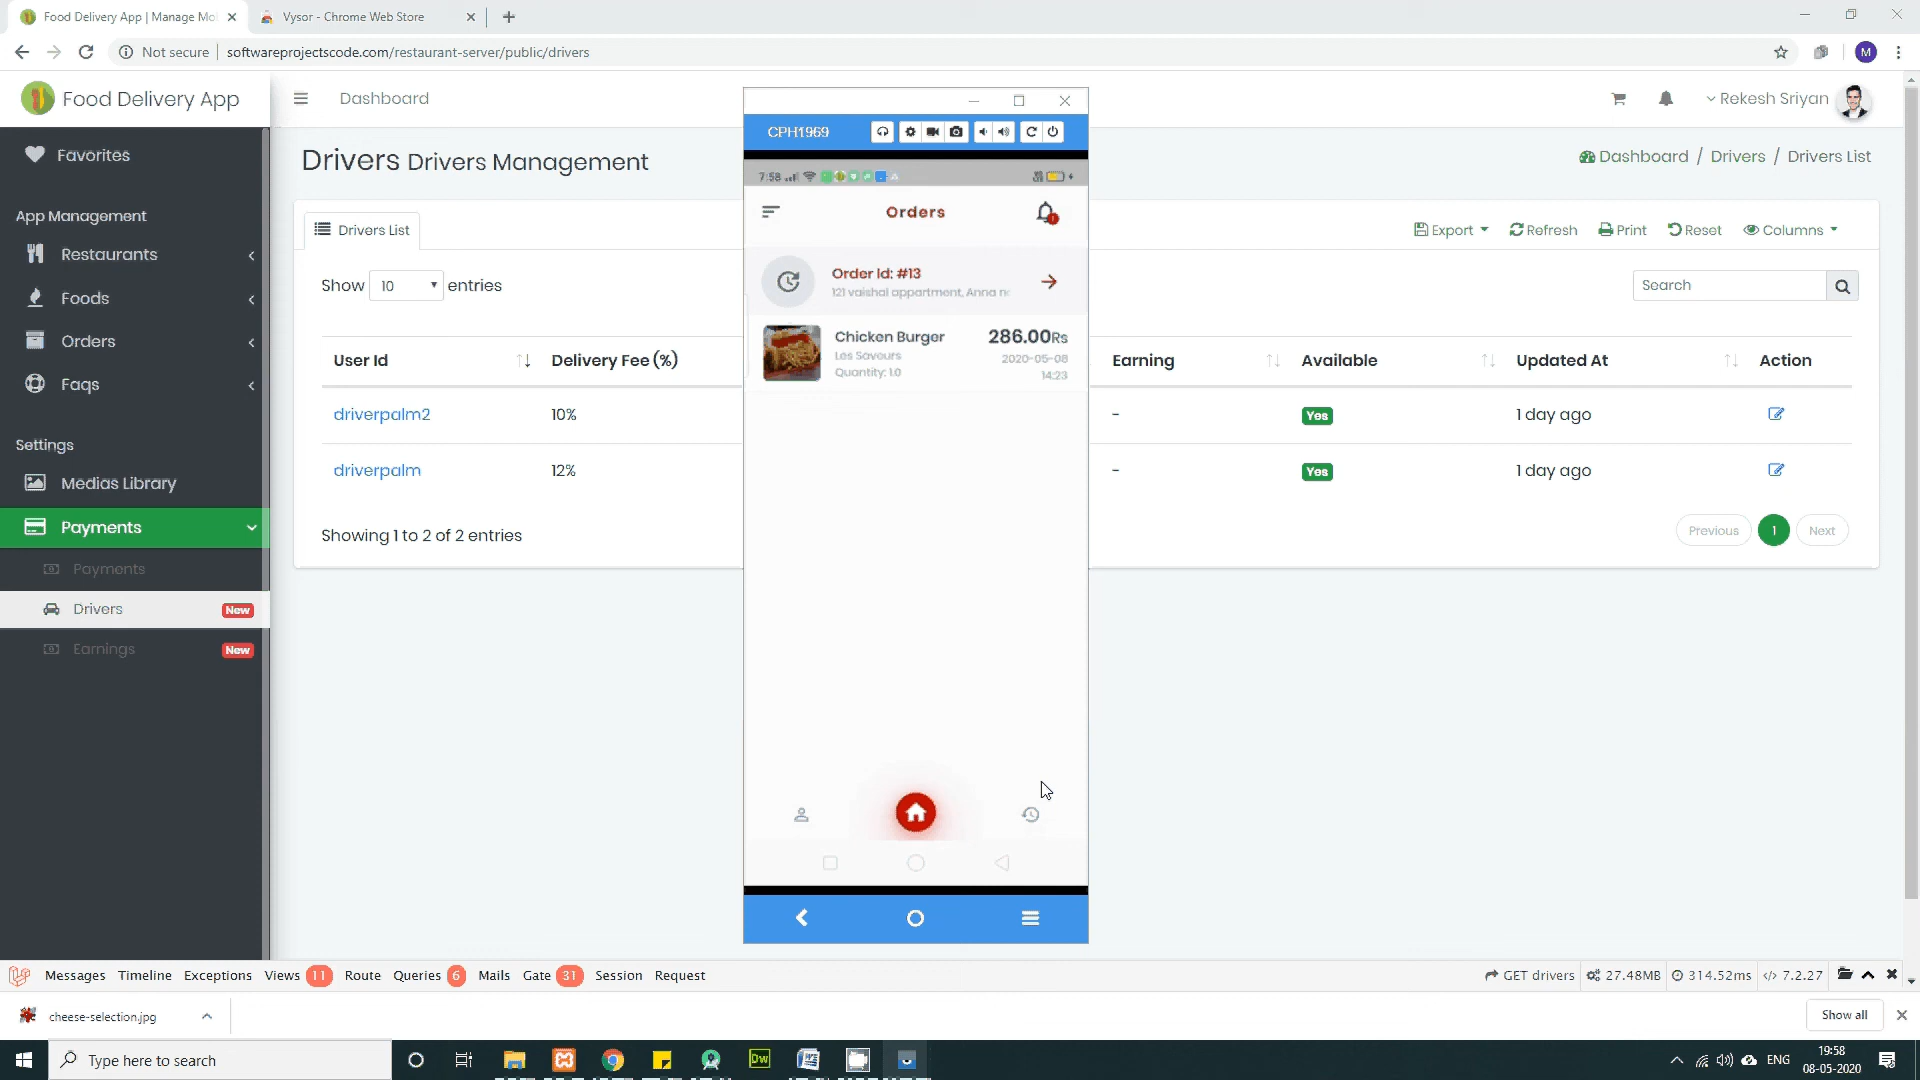 Food Delivery App | Manage Mo
Vysor - Chrome Web Store
Not secure
softwareprojectscode.com/restaurant-server/public/drivers
M
Food Delivery App
Dashboard
Rekesh Sriyan
Favorites
App Management
Restaurants
Foods
Orders
Faqs
Settings
Medias Library
Payments
Payments
Drivers New
Earnings New
Drivers Drivers Management
Dashboard / Drivers / Drivers List
Drivers List
Export
Refresh
Print
Reset
Columns
Show 10 entries
Search
User Id
Delivery Fee (%)
Earning
Available
Updated At
Action
driverpalm2 10% - Yes 1 day ago
driverpalm 12% - Yes 1 day ago
Showing 1 to 2 of 2 entries
Previous 1 Next
CPH1969
7:58
Orders
Order Id: #13
121 vaishal appartment, Anna
Chicken Burger 286.00Rs
Les Saveurs 2020-05-08
Quantity: 1.0 14:23
Messages Timeline Exceptions Views 11 Route Queries 6 Mails Gate 31 Session Request
GET drivers 27.48MB 314.52ms 7.2.27
cheese-selection.jpg
Show all
Type here to search
Dw
ENG
19:58
08-05-2020